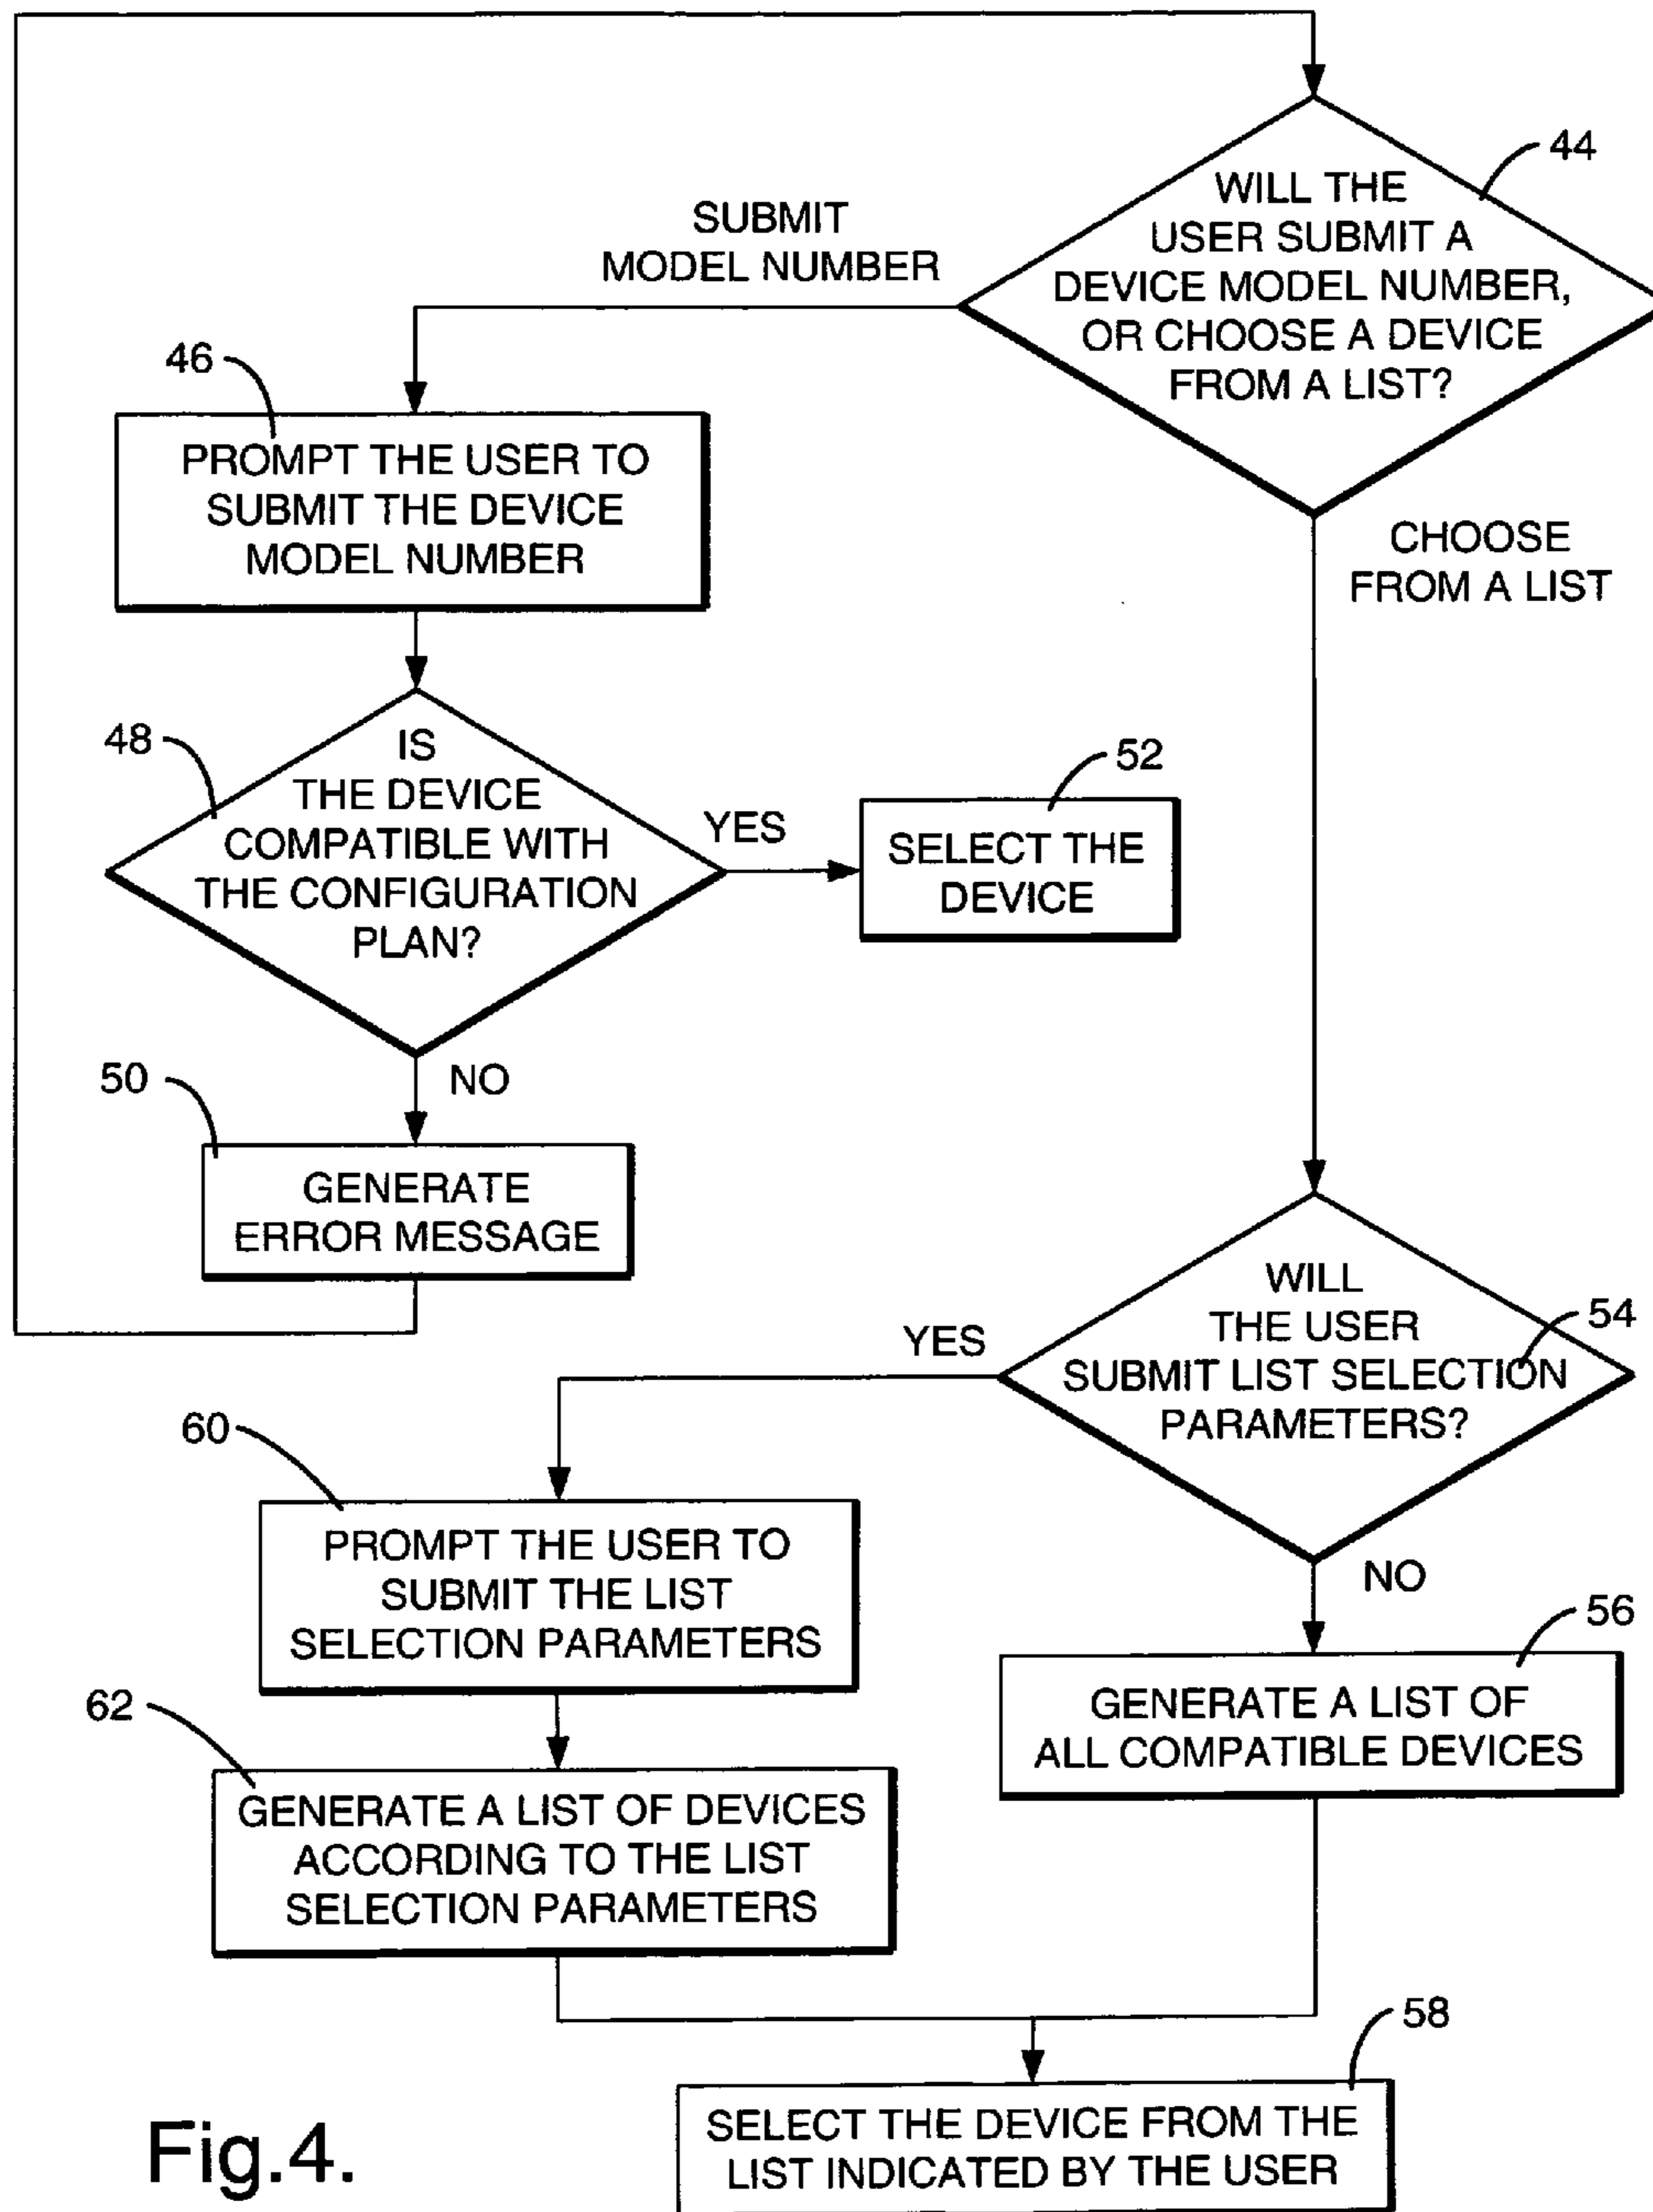 44
WILL THE
USER SUBMIT A
DEVICE MODEL NUMBER,
OR CHOOSE A DEVICE
FROM A LIST?
SUBMIT
MODEL NUMBER
46
PROMPT THE USER TO
SUBMIT THE DEVICE
MODEL NUMBER
CHOOSE
FROM A LIST
48
IS
THE DEVICE
COMPATIBLE WITH
THE CONFIGURATION
PLAN?
YES
52
SELECT THE
DEVICE
NO
50
GENERATE
ERROR MESSAGE
54
WILL
THE USER
SUBMIT LIST SELECTION
PARAMETERS?
YES
60
PROMPT THE USER TO
SUBMIT THE LIST
SELECTION PARAMETERS
NO
56
GENERATE A LIST OF
ALL COMPATIBLE DEVICES
62
GENERATE A LIST OF DEVICES
ACCORDING TO THE LIST
SELECTION PARAMETERS
58
SELECT THE DEVICE FROM THE
LIST INDICATED BY THE USER
Fig.4.